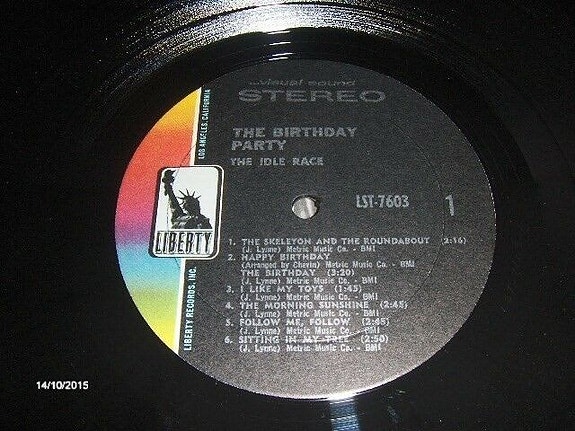 ...visual sound
STEREO
THE BIRTHDAY
PARTY
THE IDLE RACE
LST-7603
1
LOS ANGELES, CALIFORNIA
LIBERTY
LIBERTY RECORDS, INC.
1. THE SKELEYON AND THE ROUNDABOUT (2:16)
(J. Lynne) Metric Music Co. - BMI
2. HAPPY BIRTHDAY
(Arranged by Chavin) Metric Music Co. - BMI
THE BIRTHDAY (3:20)
(J. Lynne) Metric Music Co. - BMI
3. I LIKE MY TOYS (1:45)
(J. Lynne) Metric Music Co. - BMI
4. THE MORNING SUNSHINE (2:45)
(J. Lynne) Metric Music Co. - BMI
5. FOLLOW ME, FOLLOW
(J. Lynne) Metric Music Co. - BMI
6. SITTING IN MY TREE (2:50)
(J. Lynne) Metric Music Co. - BMI
14/10/2015